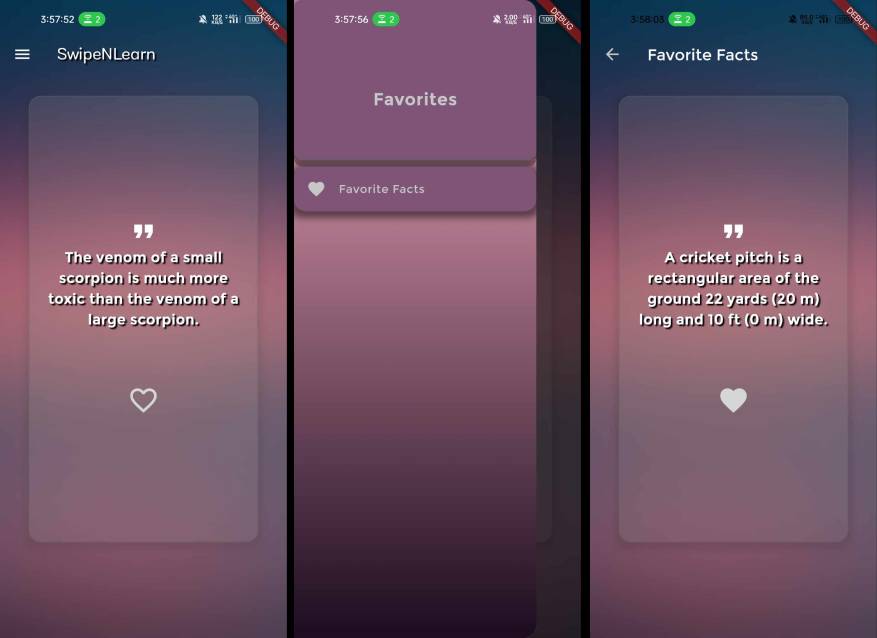 3:57:52 2 100
DEBUG
SwipeNLearn
The venom of a small
scorpion is much more
toxic than the venom of a
large scorpion.
3:57:56 2 2.00 100
DEBUG
Favorites
Favorite Facts
3:58:03 2
DEBUG
Favorite Facts
A cricket pitch is a
rectangular area of the
ground 22 yards (20 m)
long and 10 ft (0 m) wide.